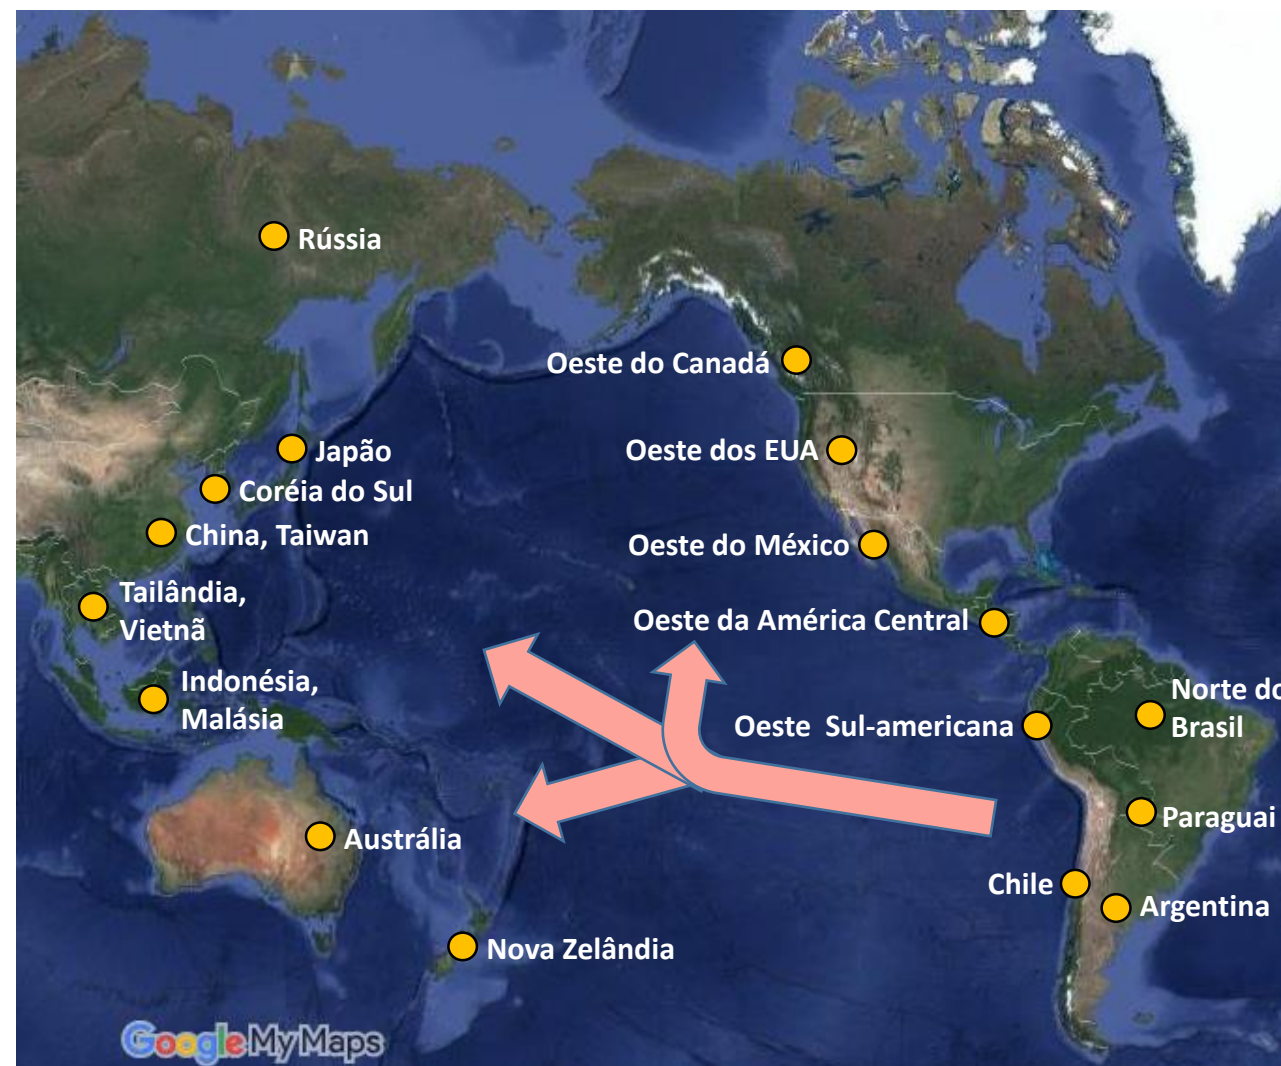 Rússia
Oeste do Canadá
Oeste dos EUA
Japão
Coréia do Sul
China, Taiwan
Oeste do México
Tailândia,
Vietnã
Oeste da América Central
Indonésia,
Malásia
Norte do
Brasil
Oeste Sul-americana
Austrália
Paraguai
Chile
Argentina
Nova Zelândia
Google My Maps